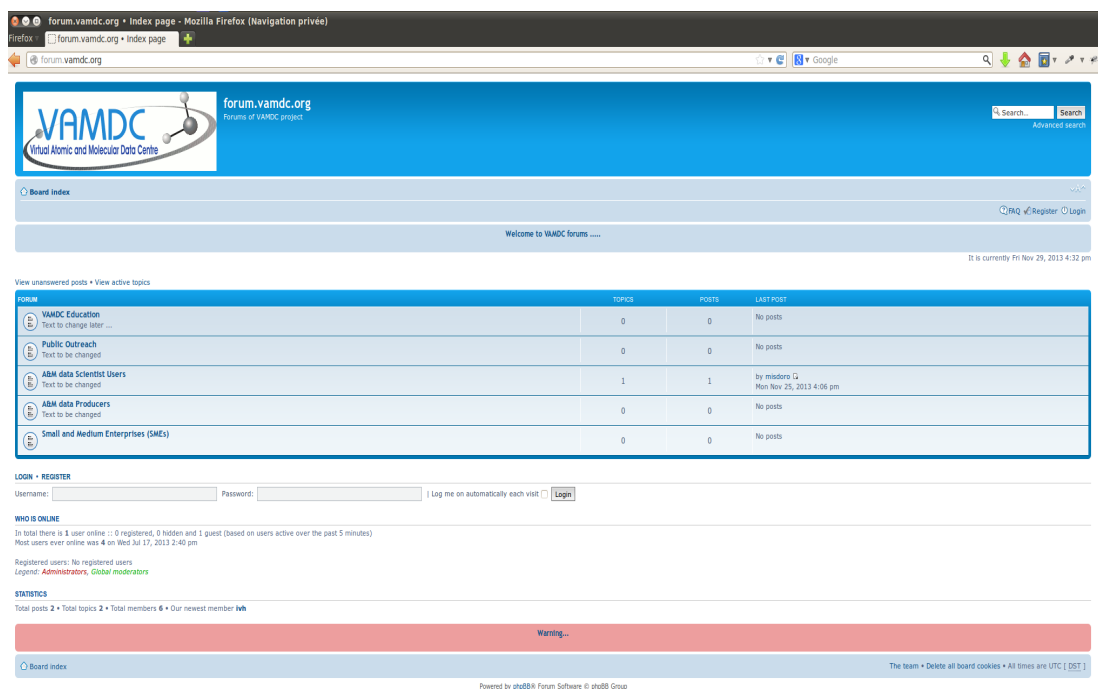 forum.vamdc.org • Index page - Mozilla Firefox (Navigation privée)
Firefox forum.vamdc.org • Index page
forum.vamdc.org Google
VAMDC
Virtual Atomic and Molecular Data Centre
forum.vamdc.org
Forums of VAMDC project
Search... Search
Advanced search
Board index
FAQ Register Login
Welcome to VAMDC forums .....
It is currently Fri Nov 29, 2013 4:32 pm
View unanswered posts • View active topics
FORUM TOPICS POSTS LAST POST
VAMDC Education
Text to change later ... 0 0 No posts
Public Outreach
Text to be changed 0 0 No posts
A&M data Scientist Users
Text to be changed 1 1 by misdoro
Mon Nov 25, 2013 4:06 pm
A&M data Producers
Text to be changed 0 0 No posts
Small and Medium Enterprises (SMEs)
0 0 No posts
LOGIN • REGISTER
Username: Password: | Log me on automatically each visit Login
WHO IS ONLINE
In total there is 1 user online :: 0 registered, 0 hidden and 1 guest (based on users active over the past 5 minutes)
Most users ever online was 4 on Wed Jul 17, 2013 2:40 pm
Registered users: No registered users
Legend: Administrators, Global moderators
STATISTICS
Total posts 2 • Total topics 2 • Total members 6 • Our newest member ivh
Warning...
Board index The team • Delete all board cookies • All times are UTC [ DST ]
Powered by phpBB® Forum Software © phpBB Group